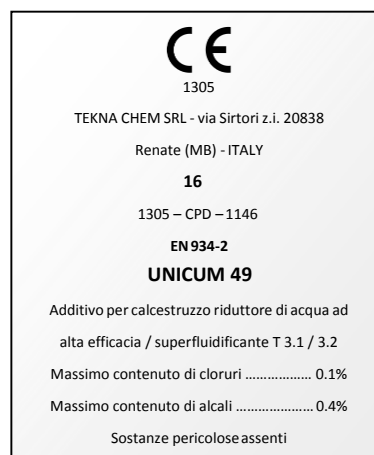 CE
1305
TEKNA CHEM SRL - via Sirtori z.i. 20838
Renate (MB) - ITALY
16
1305 – CPD – 1146
EN 934-2
UNICUM 49
Additivo per calcestruzzo riduttore di acqua ad
alta efficacia / superfluidificante T 3.1 / 3.2
Massimo contenuto di cloruri ................. 0.1%
Massimo contenuto di alcali .................... 0.4%
Sostanze pericolose assenti